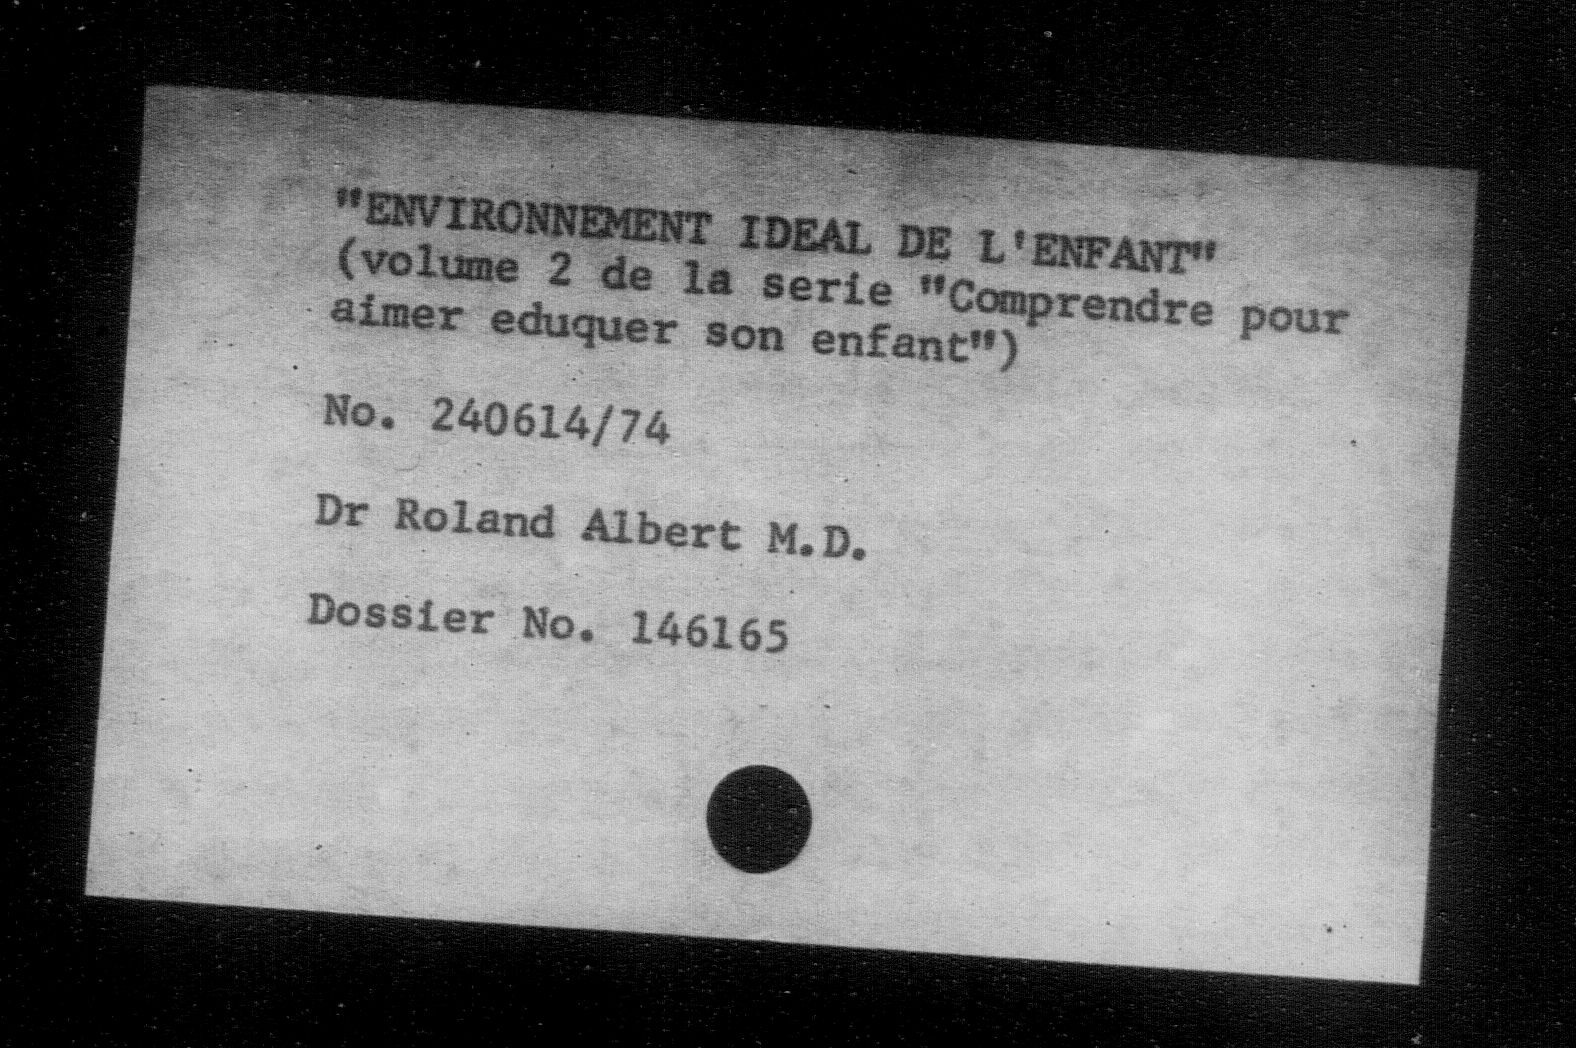 "ENVIRONNEMENT IDEAL DE L'ENFANT"
(volume 2 de la serie "Comprendre pour
aimer eduquer son enfant")
No. 240614/74
Dr Roland Albert M.D.
Dossier No. 146165